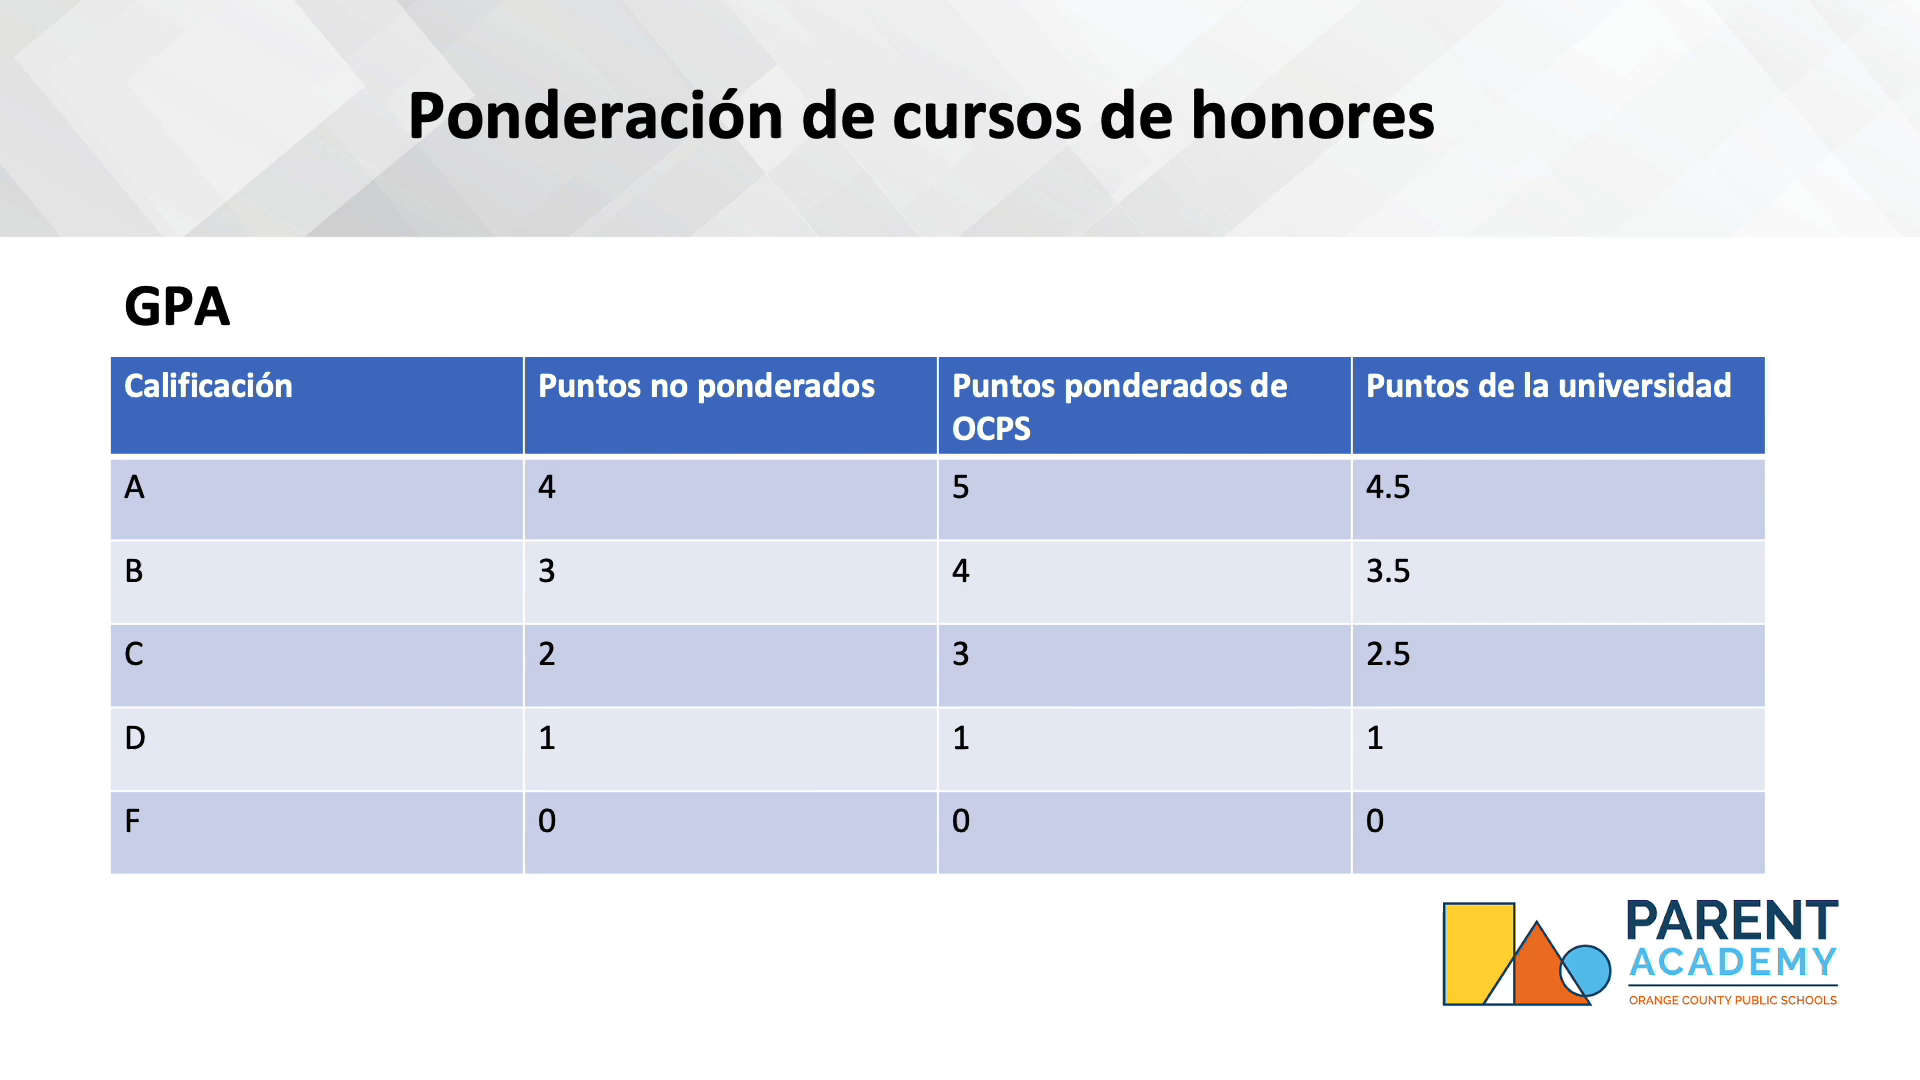 Ponderación de cursos de honores
GPA
Calificación
Puntos no ponderados
Puntos ponderados de
OCPS
Puntos de la universidad
A 4 5 4.5
B 3 4 3.5
C 2 3 2.5
D 1 1 1
F 0 0 0
PARENT
ACADEMY
ORANGE COUNTY PUBLIC SCHOOLS